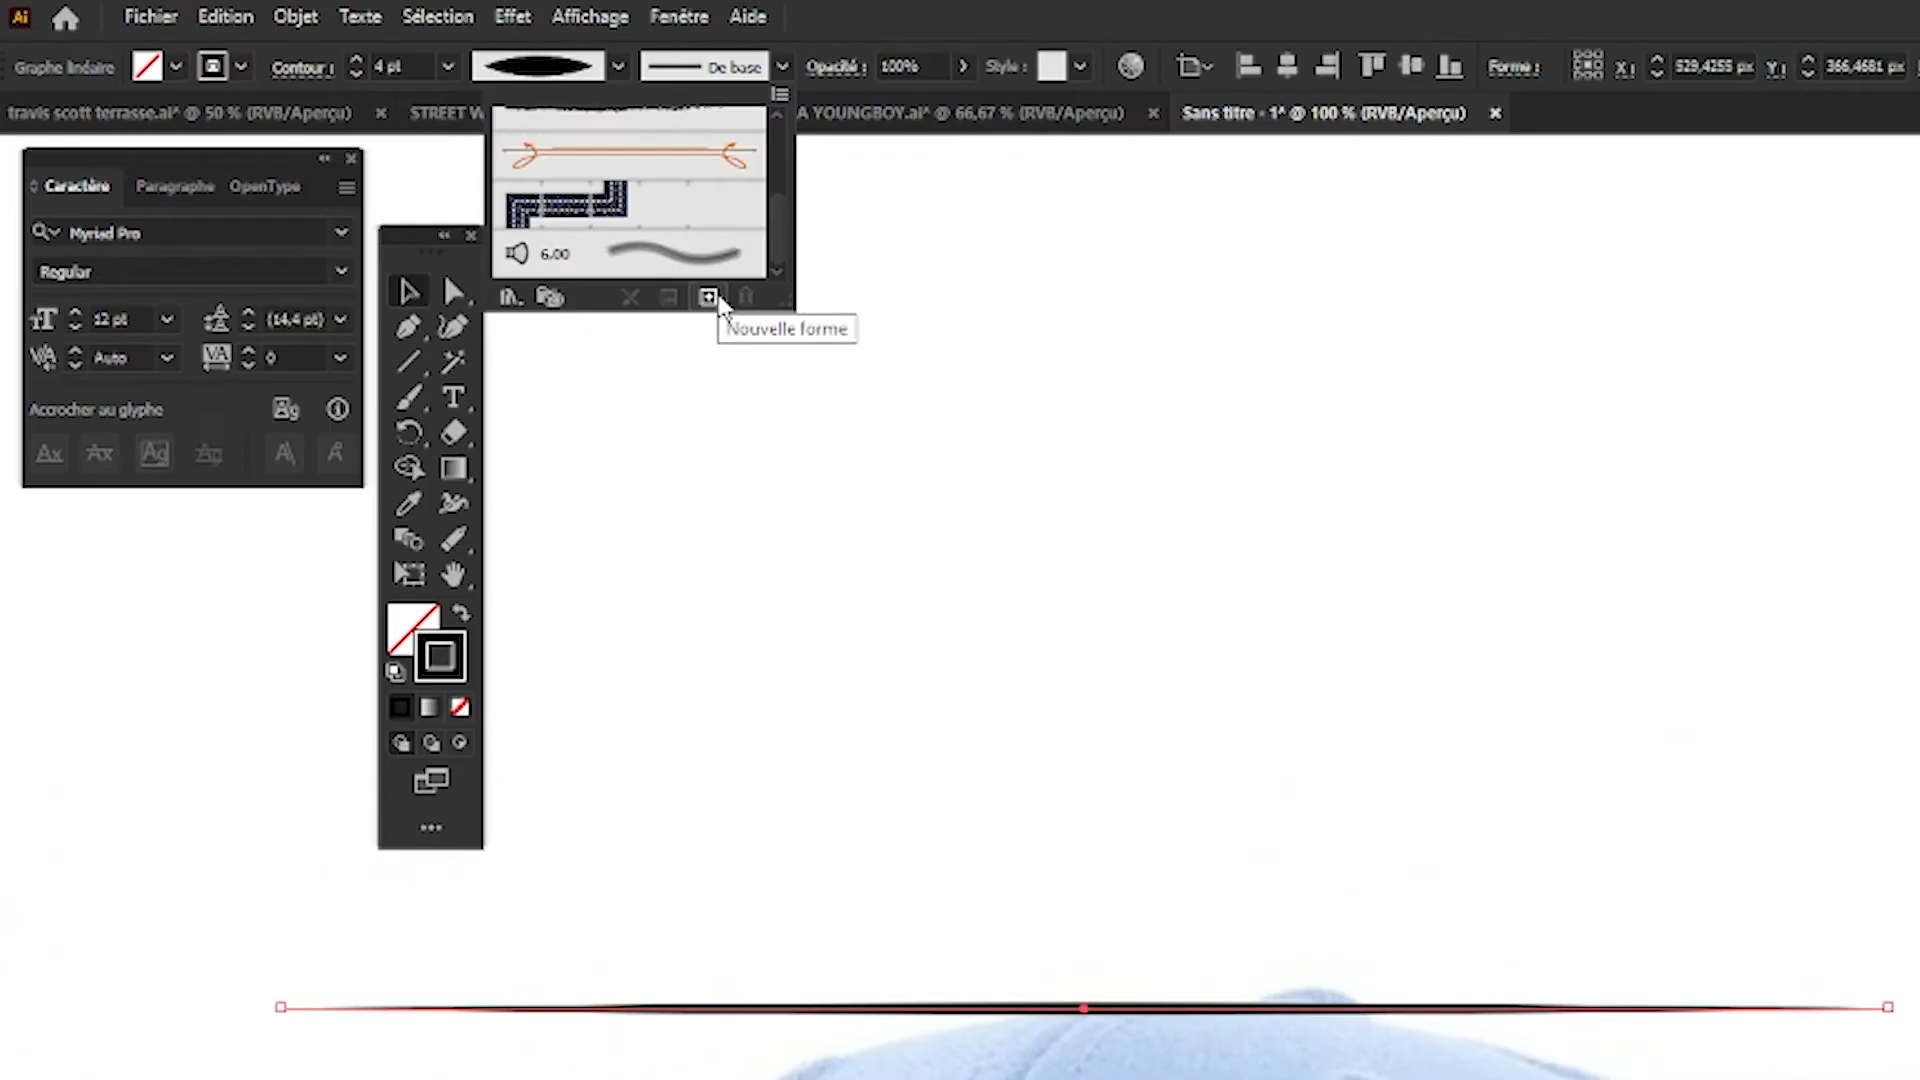 Ai Fichier Edition Objet Texte Sélection Effet Affichage Fenêtre Aide
Graphe linéaire Contour : 4 pt De base Opacité : 100% Style : Forme : X : 529,4255 px Y : 366,4681 px
travis scott terrasse.ai* @ 50 % (RVB/Aperçu) × STREET W A YOUNGBOY.ai* @ 66,67 % (RVB/Aperçu) × Sans titre - 1* @ 100 % (RVB/Aperçu) ×
Caractère Paragraphe OpenType
Myriad Pro
Regular
12 pt (14,4 pt)
Auto 0
Accrocher au glyphe
6,00
Nouvelle forme